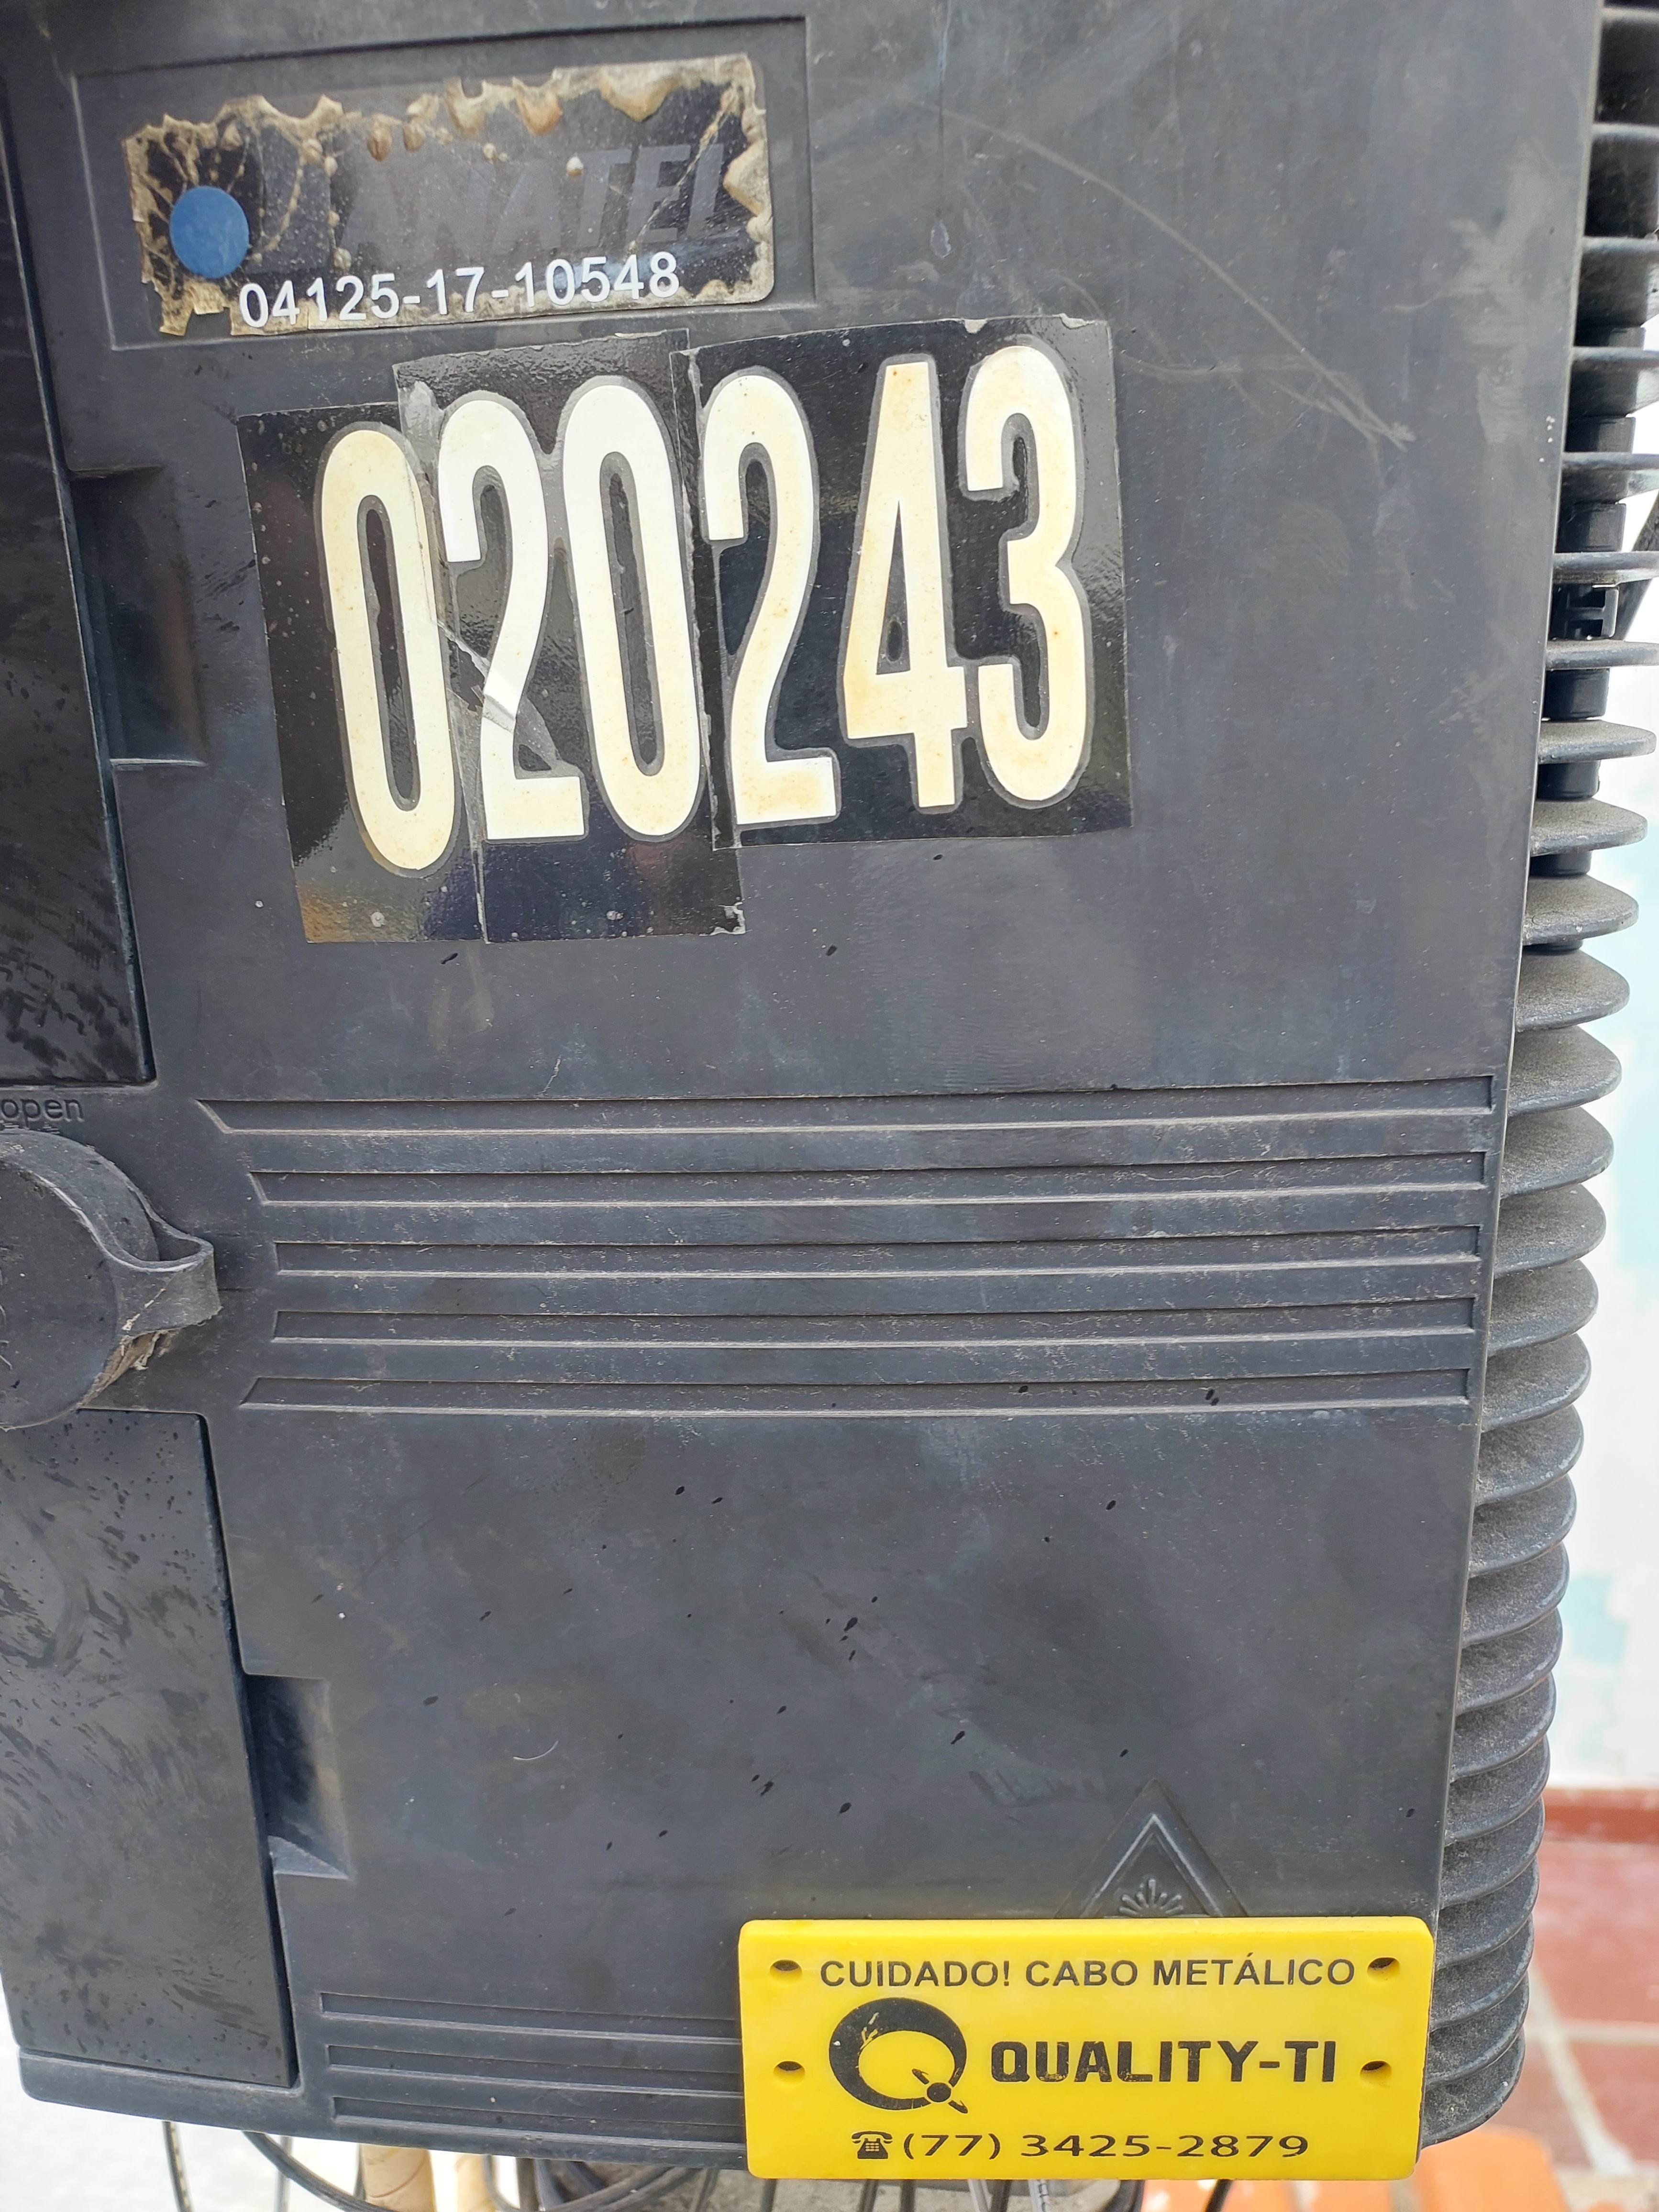 ANATEL
04125-17-10548
020243
open
CUIDADO! CABO METÁLICO
QUALITY-TI
(77) 3425-2879